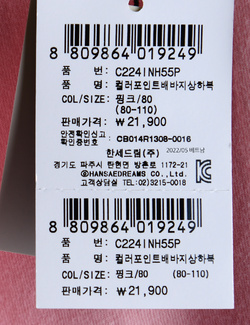 8 809864 019249
품 번: C224INH55P
품 명: 컬러포인트배바지상하복
COL/SIZE: 핑크/80
(80-110)
판매가격: ₩21,900
안전확인신고
확인증번호 : CB014R1308-0016
한세드림(주) 2022/05 베트남
경기도 파주시 탄현면 방촌로 1172-21
ⓐHANSAEDREAMS CO., Ltd.
고객상담실 TEL:02)3215-0018
8 809864 019249
품 번: C224INH55P
품 명: 컬러포인트배바지상하복
COL/SIZE: 핑크/80 (80-110)
판매가격: ₩21,900